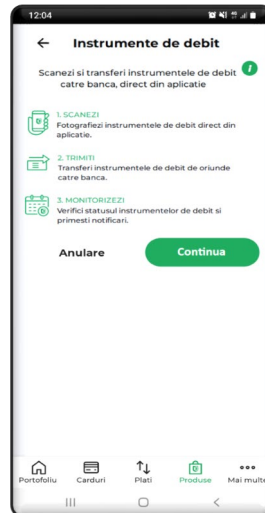 12:04
Instrumente de debit
Scanezi si transferi instrumentele de debit
catre banca, direct din aplicatie
1. SCANEZI
Fotografiezi instrumentele de debit direct din
aplicatie.
2. TRIMITI
Transferi instrumentele de debit de oriunde
catre banca.
3. MONITORIZEZI
Verifici statusul instrumentelor de debit si
primesti notificari.
Anulare Continua
Portofoliu Carduri Plati Produse Mai multe